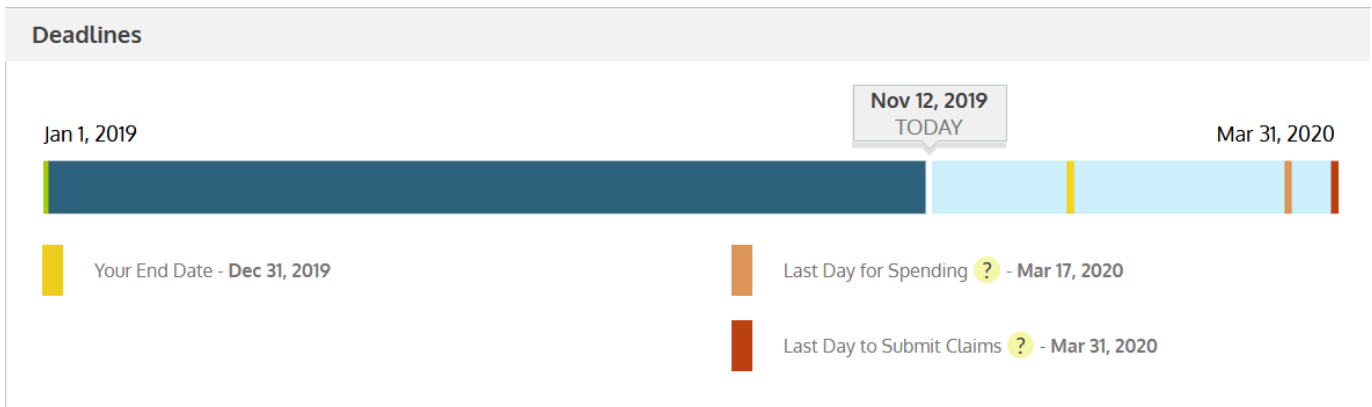 Deadlines
Nov 12, 2019
TODAY
Jan 1, 2019
Mar 31, 2020
Your End Date - Dec 31, 2019
Last Day for Spending ? - Mar 17, 2020
Last Day to Submit Claims ? - Mar 31, 2020